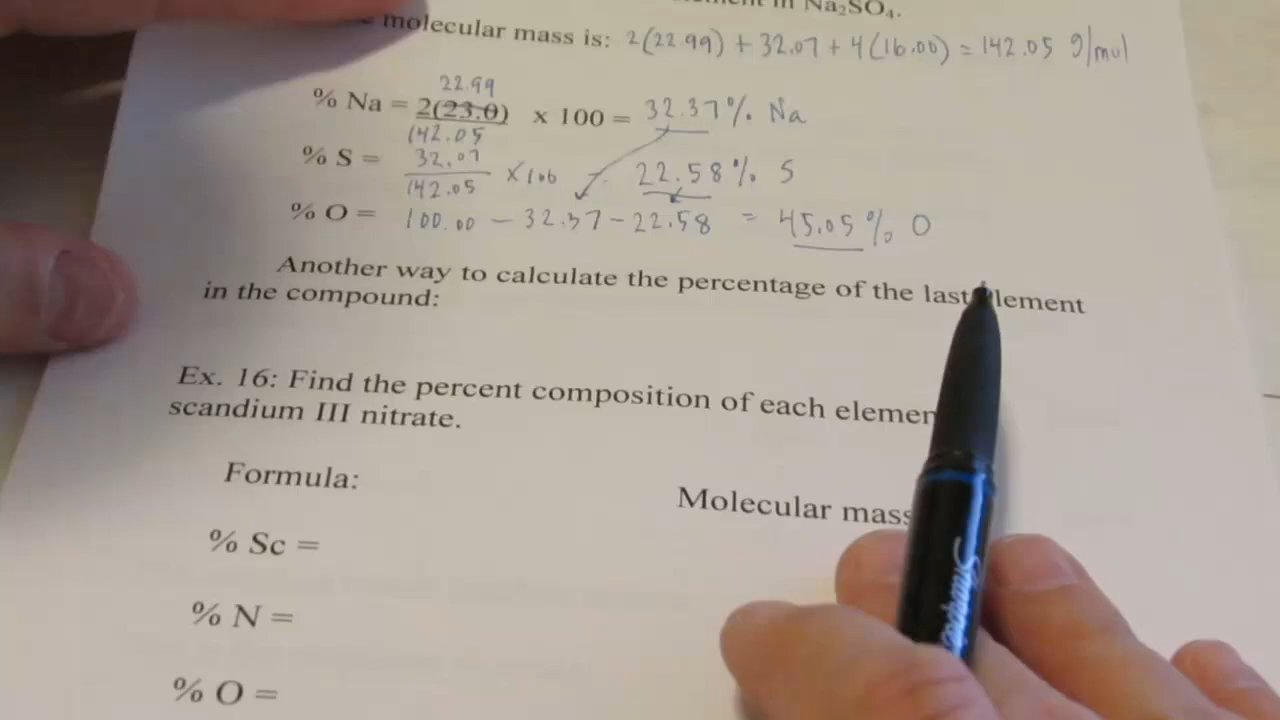 in Na₂SO₄.
molecular mass is: 2(22.99) + 32.07 + 4(16.00) = 142.05 g/mol
22.99
% Na = 2(23.0) x 100 = 32.37% Na
142.05
% S = 32.07 x 100 22.58% S
142.05
% O = 100.00 - 32.37 - 22.58 = 45.05% O
Another way to calculate the percentage of the last element
in the compound:
Ex. 16: Find the percent composition of each
scandium III nitrate.
Formula:
Molecular mass
% Sc =
% N =
% O =
Sharpie